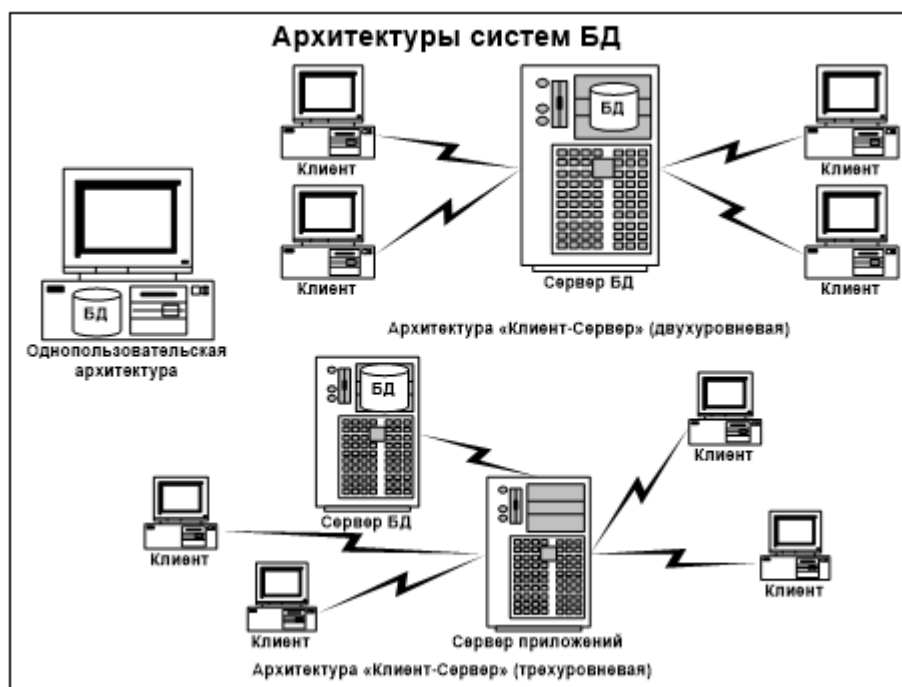 Архитектуры систем БД
БД
Клиент
Клиент
Клиент
Клиент
Сервер БД
Архитектура «Клиент-Сервер» (двухуровневая)
БД
Однопользовательская
архитектура
БД
Сервер БД
Клиент
Клиент
Клиент
Клиент
Сервер приложений
Архитектура «Клиент-Сервер» (трехуровневая)